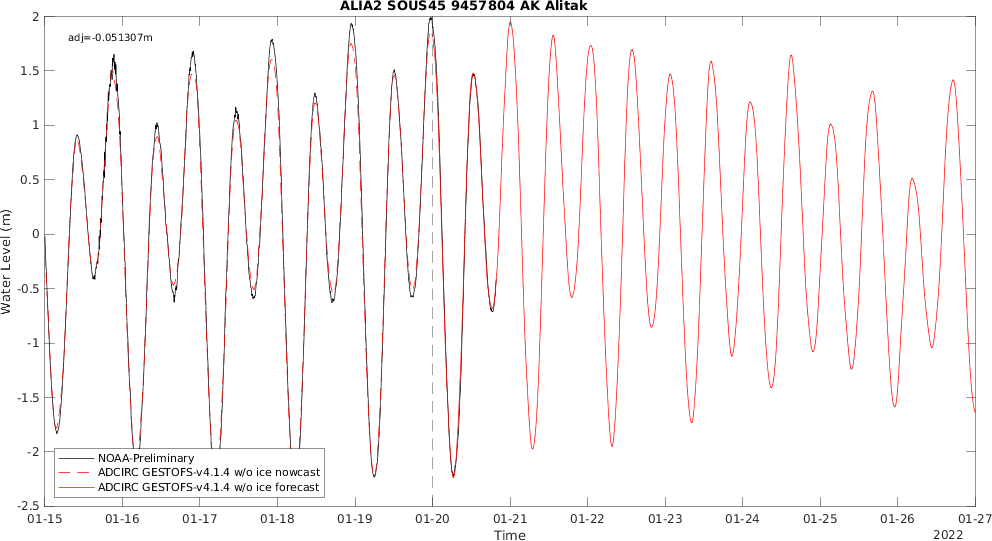 ALIA2 SOUS45 9457804 AK Alitak
adj=-0.051307m
Water Level (m)
2
1.5
1
0.5
0
-0.5
-1
-1.5
-2
-2.5
NOAA-Preliminary
ADCIRC GESTOFS-v4.1.4 w/o ice nowcast
ADCIRC GESTOFS-v4.1.4 w/o ice forecast
01-15 01-16 01-17 01-18 01-19 01-20 01-21 01-22 01-23 01-24 01-25 01-26 01-27
Time
2022